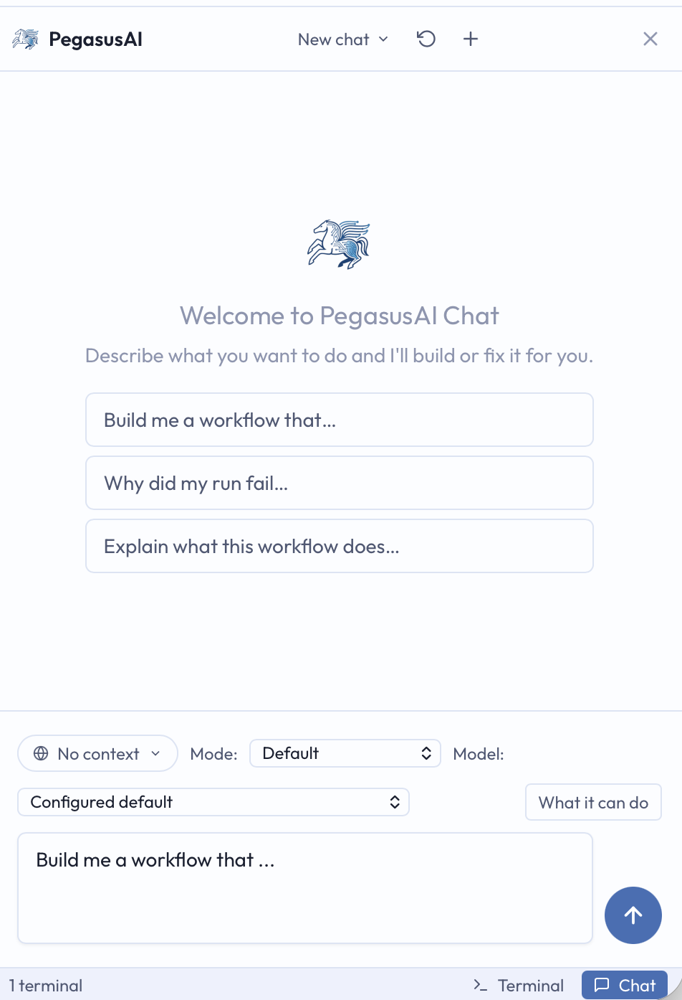 PegasusAI
New chat
Welcome to PegasusAI Chat
Describe what you want to do and I'll build or fix it for you.
Build me a workflow that...
Why did my run fail...
Explain what this workflow does...
No context
Mode:
Default
Model:
Configured default
What it can do
Build me a workflow that ...
1 terminal
Terminal
Chat